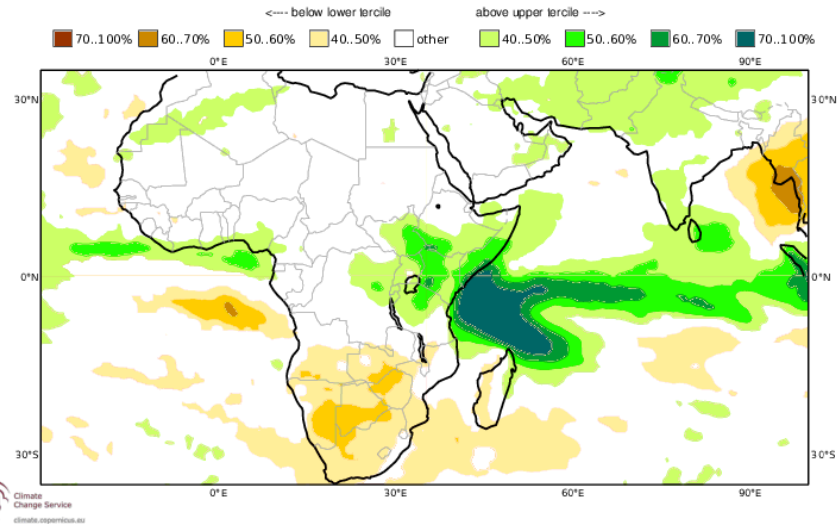 <---- below lower tercile above upper tercile ---->
70..100% 60..70% 50..60% 40..50% other 40..50% 50..60% 60..70% 70..100%
0°E 30°E 60°E 90°E
30°N 30°N
0°N 0°N
30°S 30°S
0°E 30°E 60°E 90°E
Climate
Change Service
climate.copernicus.eu